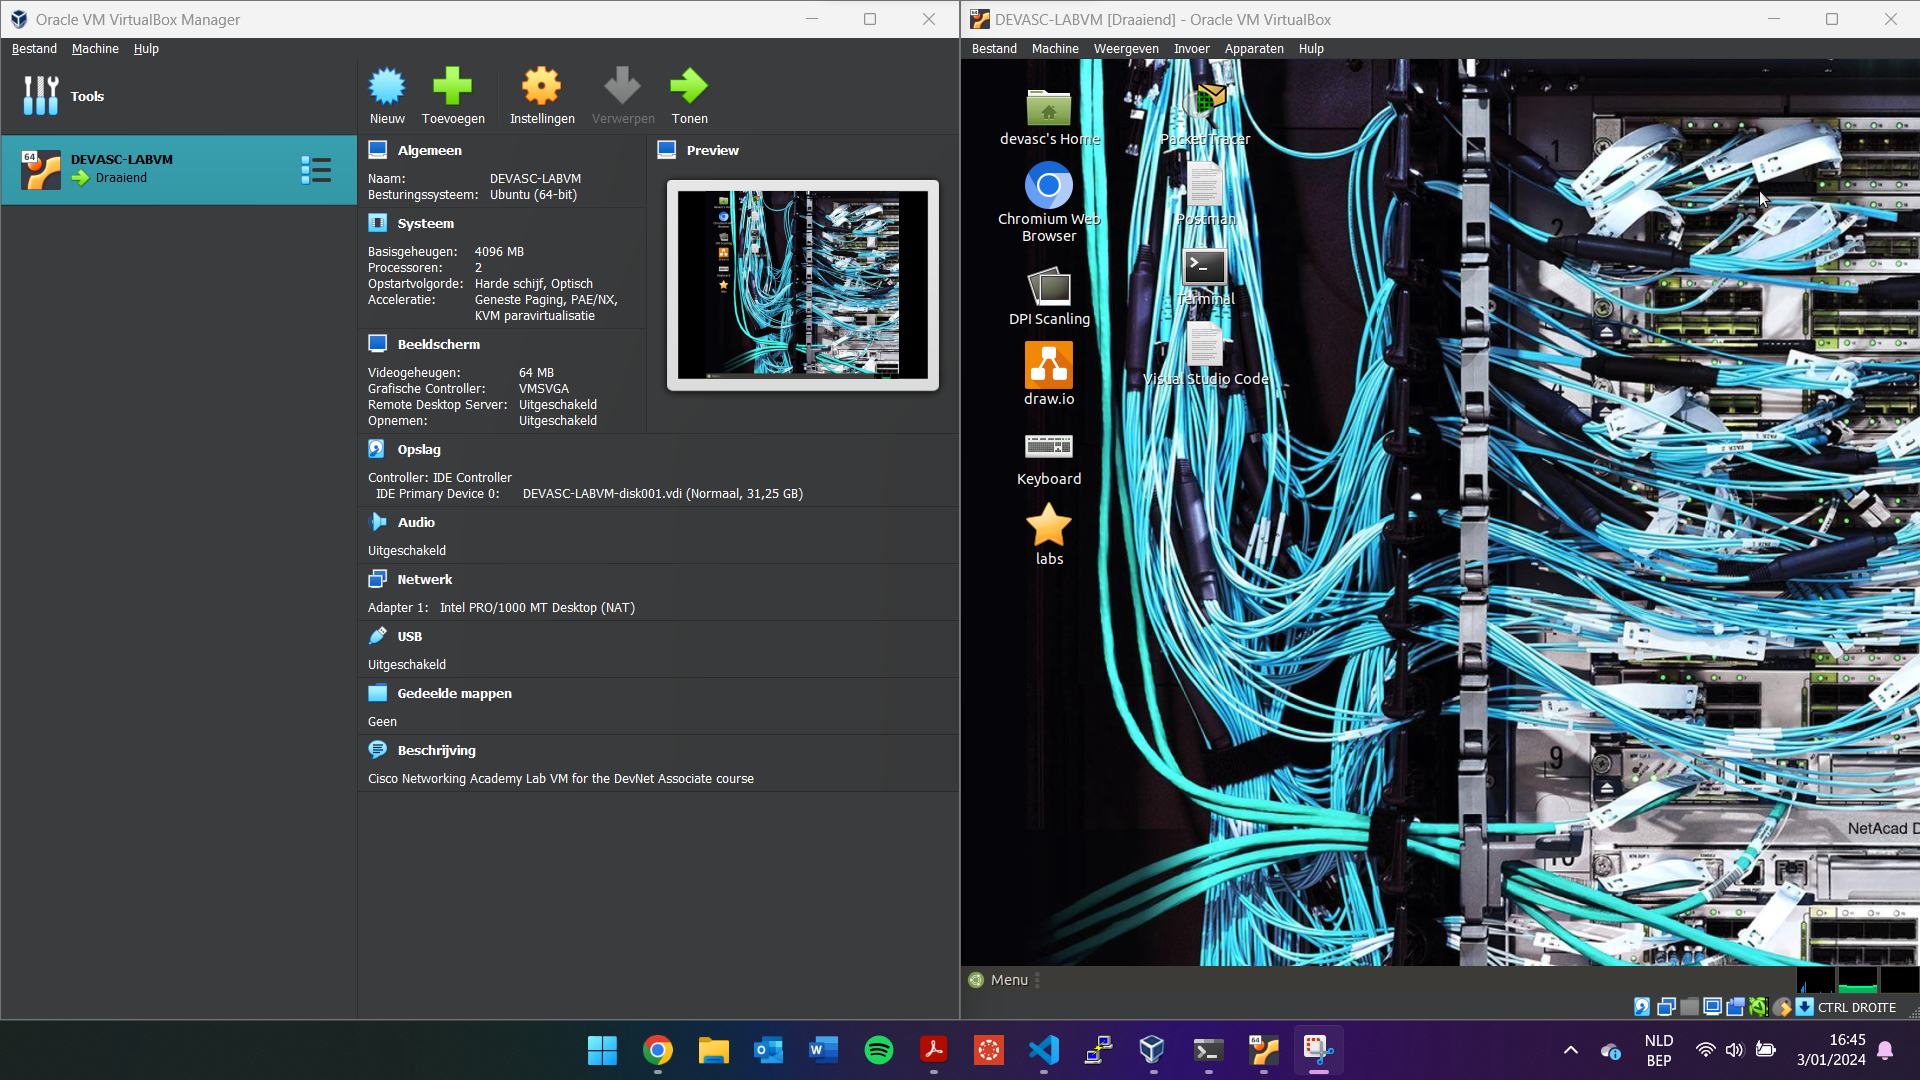 Oracle VM VirtualBox Manager
Bestand Machine Hulp
Tools
64 DEVASC-LABVM
Draaiend
Nieuw Toevoegen Instellingen Verwerpen Tonen
Algemeen
Naam: DEVASC-LABVM
Besturingssysteem: Ubuntu (64-bit)
Systeem
Basisgeheugen: 4096 MB
Processoren: 2
Opstartvolgorde: Harde schijf, Optisch
Acceleratie: Geneste Paging, PAE/NX,
KVM paravirtualisatie
Beeldscherm
Videogeheugen: 64 MB
Grafische Controller: VMSVGA
Remote Desktop Server: Uitgeschakeld
Opnemen: Uitgeschakeld
Preview
Opslag
Controller: IDE Controller
IDE Primary Device 0: DEVASC-LABVM-disk001.vdi (Normaal, 31,25 GB)
Audio
Uitgeschakeld
Netwerk
Adapter 1: Intel PRO/1000 MT Desktop (NAT)
USB
Uitgeschakeld
Gedeelde mappen
Geen
Beschrijving
Cisco Networking Academy Lab VM for the DevNet Associate course
DEVASC-LABVM [Draaiend] - Oracle VM VirtualBox
Bestand Machine Weergeven Invoer Apparaten Hulp
devasc's Home
Packet Tracer
Chromium Web
Browser
Postman
DPI Scanling
Terminal
draw.io
Visual Studio Code
Keyboard
labs
1
2
9
10
NetAcad D
Menu
CTRL DROITE
NLD
BEP
16:45
3/01/2024